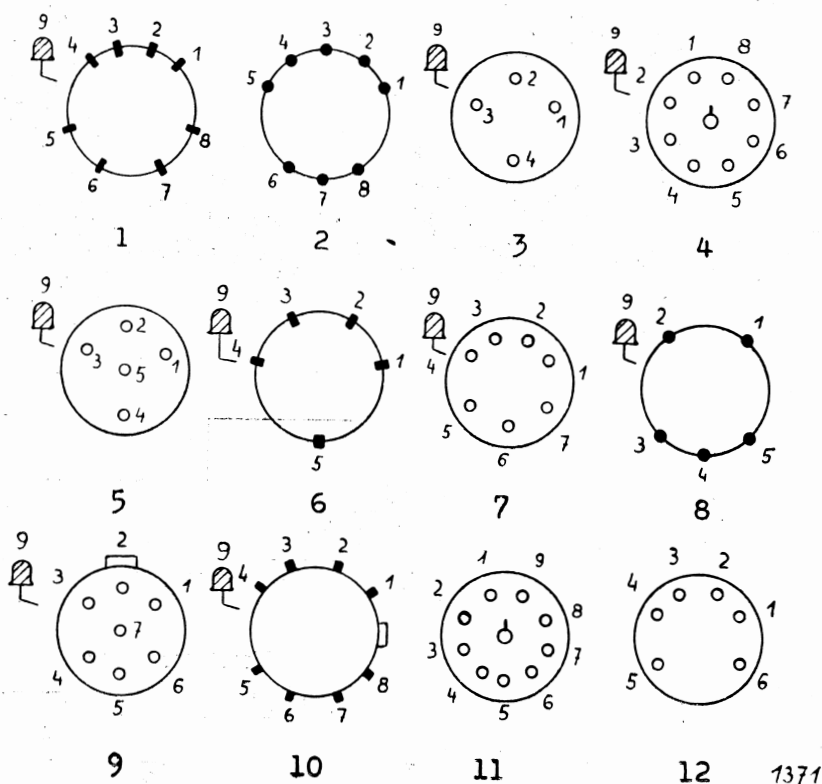 9 4 3 2 1 5 6 7 8
1
4 3 2 5 1 6 7 8
2
9 2 3 1 4
3
9 1 8 2 7 3 6 4 5
4
9 2 3 1 5 4
5
9 3 2 4 1 5
6
9 3 2 4 1 5 6 7
7
9 2 1 3 4 5
8
9 2 3 1 7 4 6 5
9
9 3 2 4 1 5 6 7 8
10
1 9 2 8 3 7 4 6 5
11
3 2 4 1 5 6
12
1371